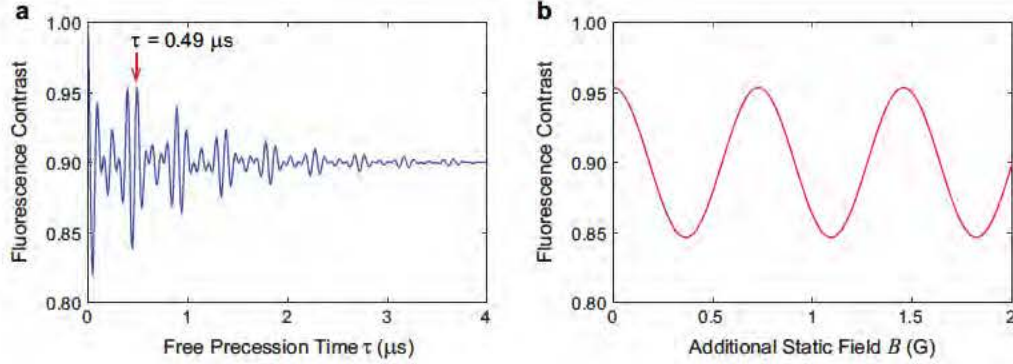 a
τ = 0.49 μs
Fluorescence Contrast
1.00
0.95
0.90
0.85
0.80
0
1
2
3
4
Free Precession Time τ (μs)
b
Fluorescence Contrast
1.00
0.95
0.90
0.85
0.80
0
0.5
1
1.5
2
Additional Static Field B (G)